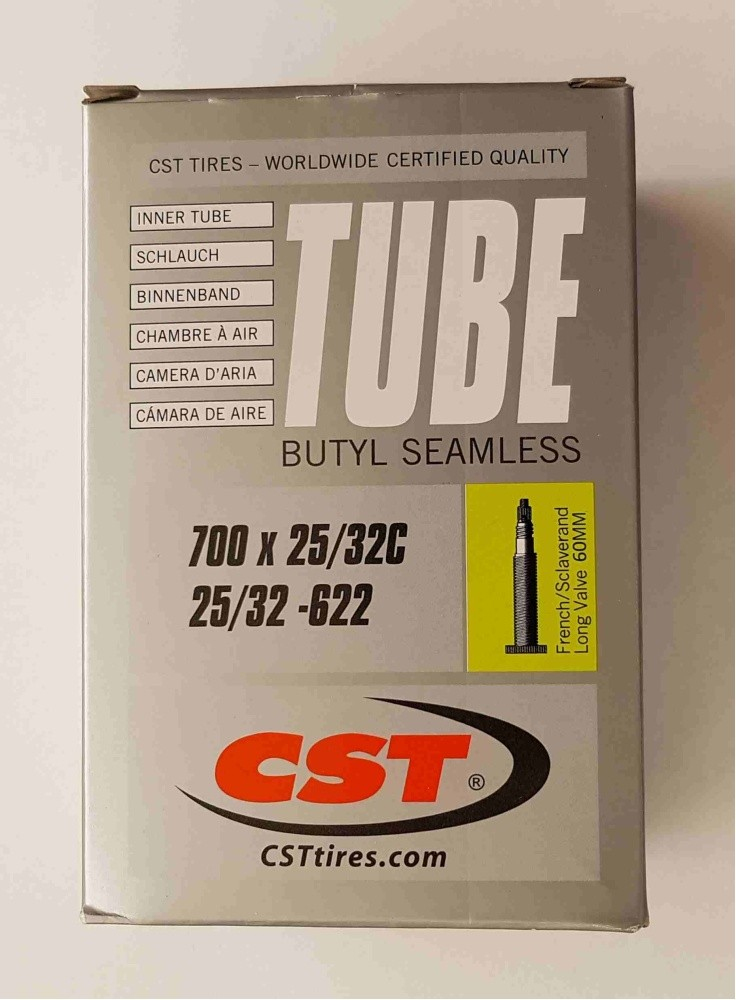 CST TIRES – WORLDWIDE CERTIFIED QUALITY
INNER TUBE
SCHLAUCH
BINNENBAND
CHAMBRE À AIR
CAMERA D'ARIA
CÁMARA DE AIRE
TUBE
BUTYL SEAMLESS
700 x 25/32C
25/32 -622
French/Sclaverand
Long Valve 60MM
CST®
CSTtires.com